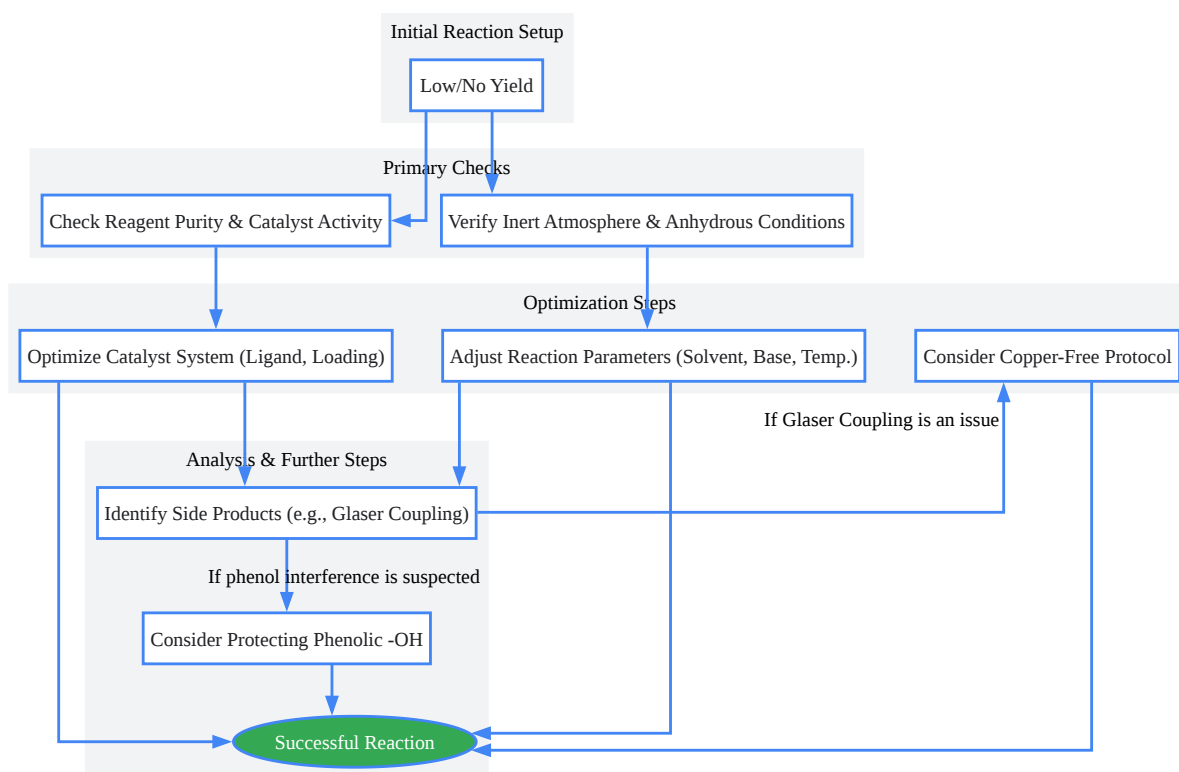 Initial Reaction Setup
Low/No Yield
Primary Checks
Check Reagent Purity & Catalyst Activity
Verify Inert Atmosphere & Anhydrous Conditions
Optimization Steps
Optimize Catalyst System (Ligand, Loading)
Adjust Reaction Parameters (Solvent, Base, Temp.)
Consider Copper-Free Protocol
If Glaser Coupling is an issue
Analysis & Further Steps
Identify Side Products (e.g., Glaser Coupling)
If phenol interference is suspected
Consider Protecting Phenolic -OH
Successful Reaction